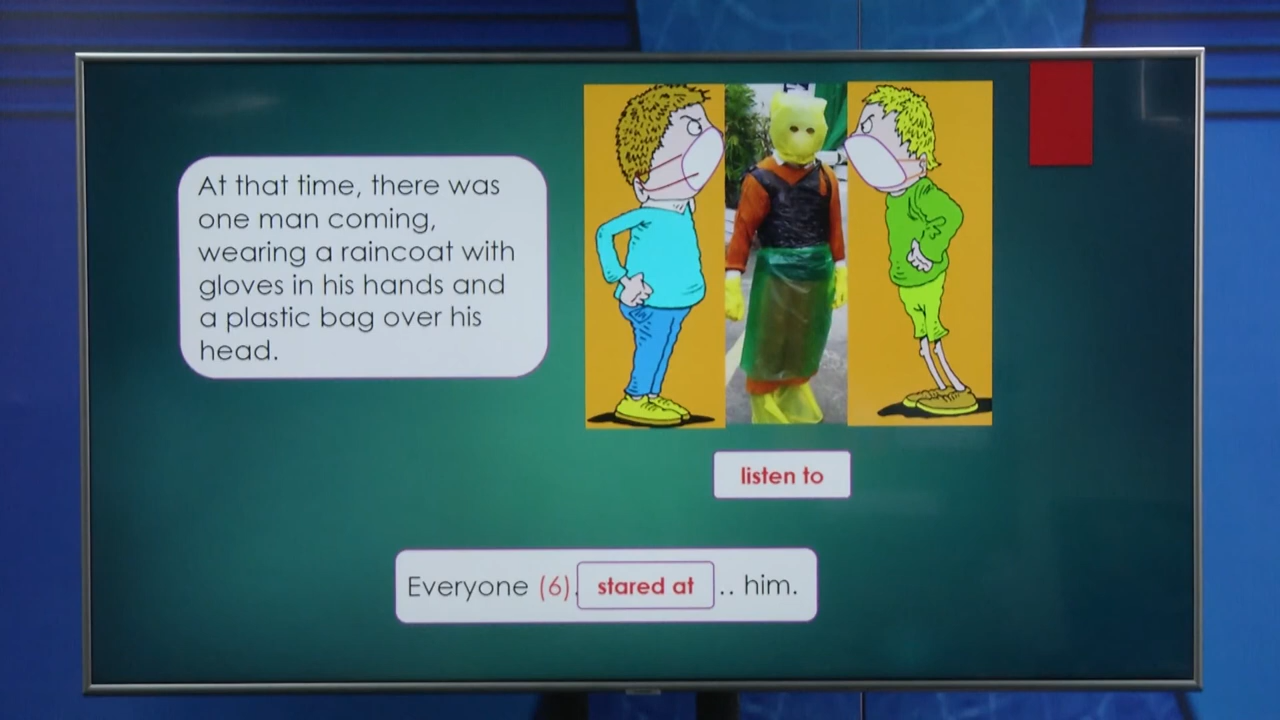 At that time, there was
one man coming,
wearing a raincoat with
gloves in his hands and
a plastic bag over his
head.
listen to
Everyone (6). stared at .. him.